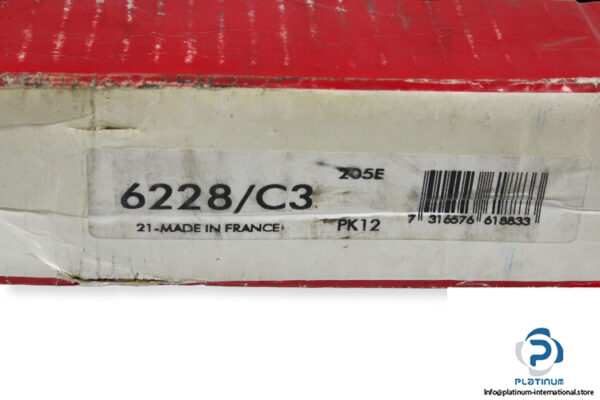 205E
6228/C3
21-MADE IN FRANCE
PK12
7 316576 618833
PLATINUM
Info@platinum-international.store